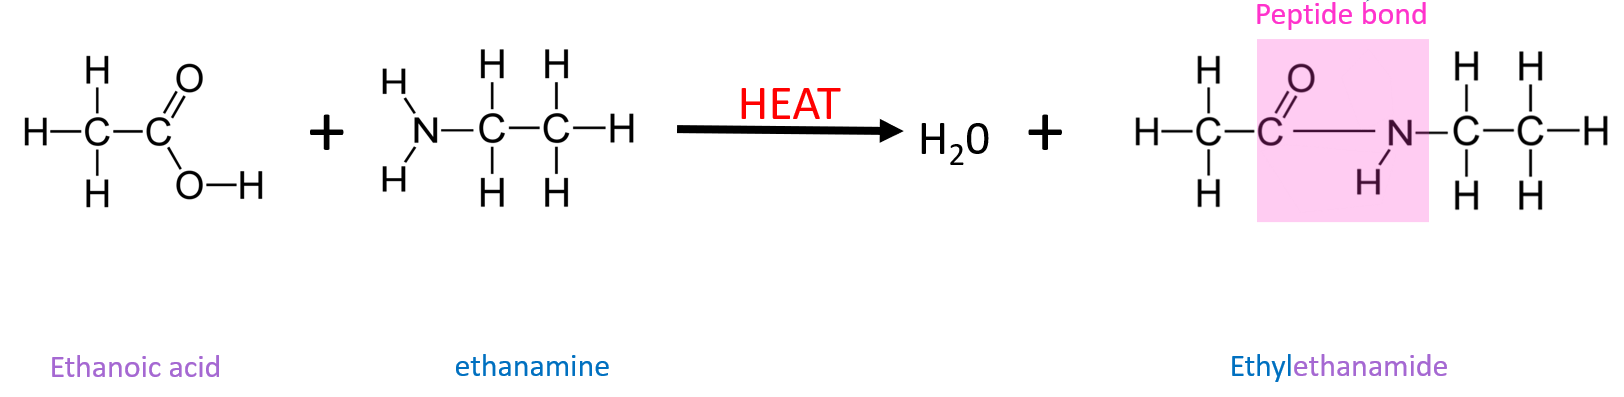 Peptide bond
H H H H H H H
O O
H
HEAT
H C C + N C C H H₂0 + H C C N C C H
H
O H H
H H H H H H
Ethanoic acid ethanamine Ethylethanamide